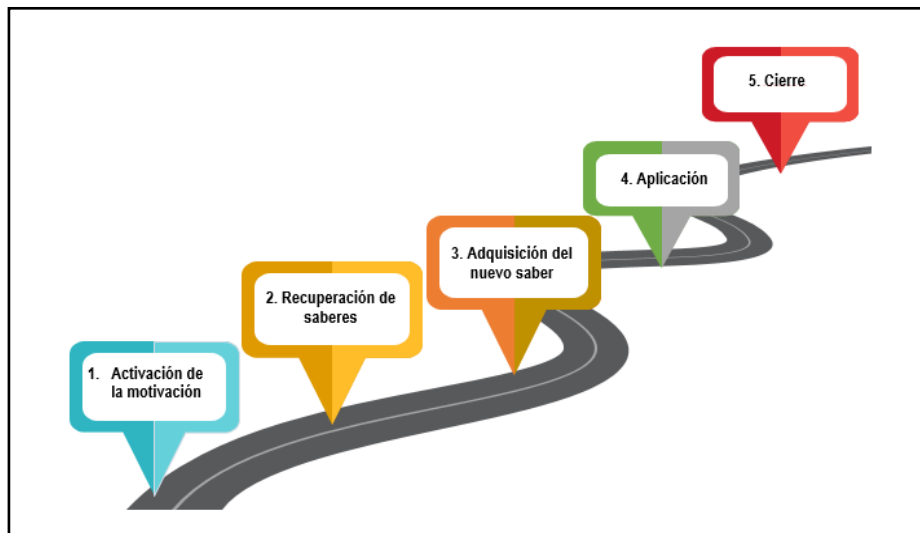 1. Activación de
la motivación
2. Recuperación de
saberes
3. Adquisición del
nuevo saber
4. Aplicación
5. Cierre